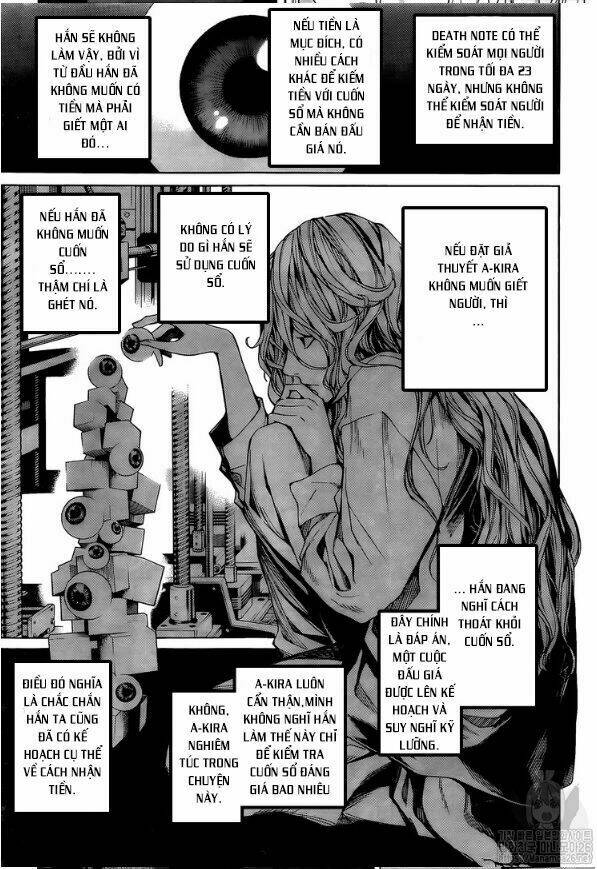 DEATH NOTE CÓ THỂ
KIỂM SOÁT MỌI NGƯỜI
TRONG TỐI ĐA 23
NGÀY, NHƯNG KHÔNG
THỂ KIỂM SOÁT NGƯỜI
ĐỂ NHẬN TIỀN.
NẾU TIỀN LÀ
MỤC ĐÍCH, CÓ
NHIỀU CÁCH
KHÁC ĐỂ KIẾM
TIỀN VỚI CUỐN
SỔ MÀ KHÔNG
CẦN BÁN ĐẤU
GIÁ NÓ.
HẮN SẼ KHÔNG
LÀM VẬY, BỞI VÌ
TỪ ĐẦU HẮN ĐÃ
KHÔNG MUỐN CÓ
TIỀN MÀ PHẢI
GIẾT MỘT AI
ĐÓ...
NẾU ĐẶT GIẢ
THUYẾT A-KIRA
KHÔNG MUỐN GIẾT
NGƯỜI, THÌ
...
KHÔNG CÓ LÝ
DO GÌ HẮN SẼ
SỬ DỤNG CUỐN
SỔ.
NẾU HẮN ĐÃ
KHÔNG MUỐN
CUỐN
SỔ.......
THẬM CHÍ LÀ
GHÉT NÓ.
... HẮN ĐANG
NGHĨ CÁCH
THOÁT KHỎI
CUỐN SỔ.
ĐÂY CHÍNH
LÀ ĐÁP ÁN,
MỘT CUỘC
ĐẤU GIÁ
ĐƯỢC LÊN KẾ
HOẠCH VÀ
SUY NGHĨ KỸ
LƯỠNG.
A-KIRA LUÔN
CẨN THẬN,MÌNH
KHÔNG NGHĨ HẮN
LÀM THẾ NÀY CHỈ
ĐỂ KIỂM TRA
CUỐN SỔ ĐÁNG
GIÁ BAO NHIÊU
KHÔNG,
A-KIRA
NGHIÊM
TÚC TRONG
CHUYỆN
NÀY.
ĐIỀU ĐÓ NGHĨA
LÀ CHẮC CHẮN
HẮN TA CŨNG
ĐÃ CÓ KẾ
HOẠCH CỤ THỂ
VỀ CÁCH NHẬN
TIỀN.